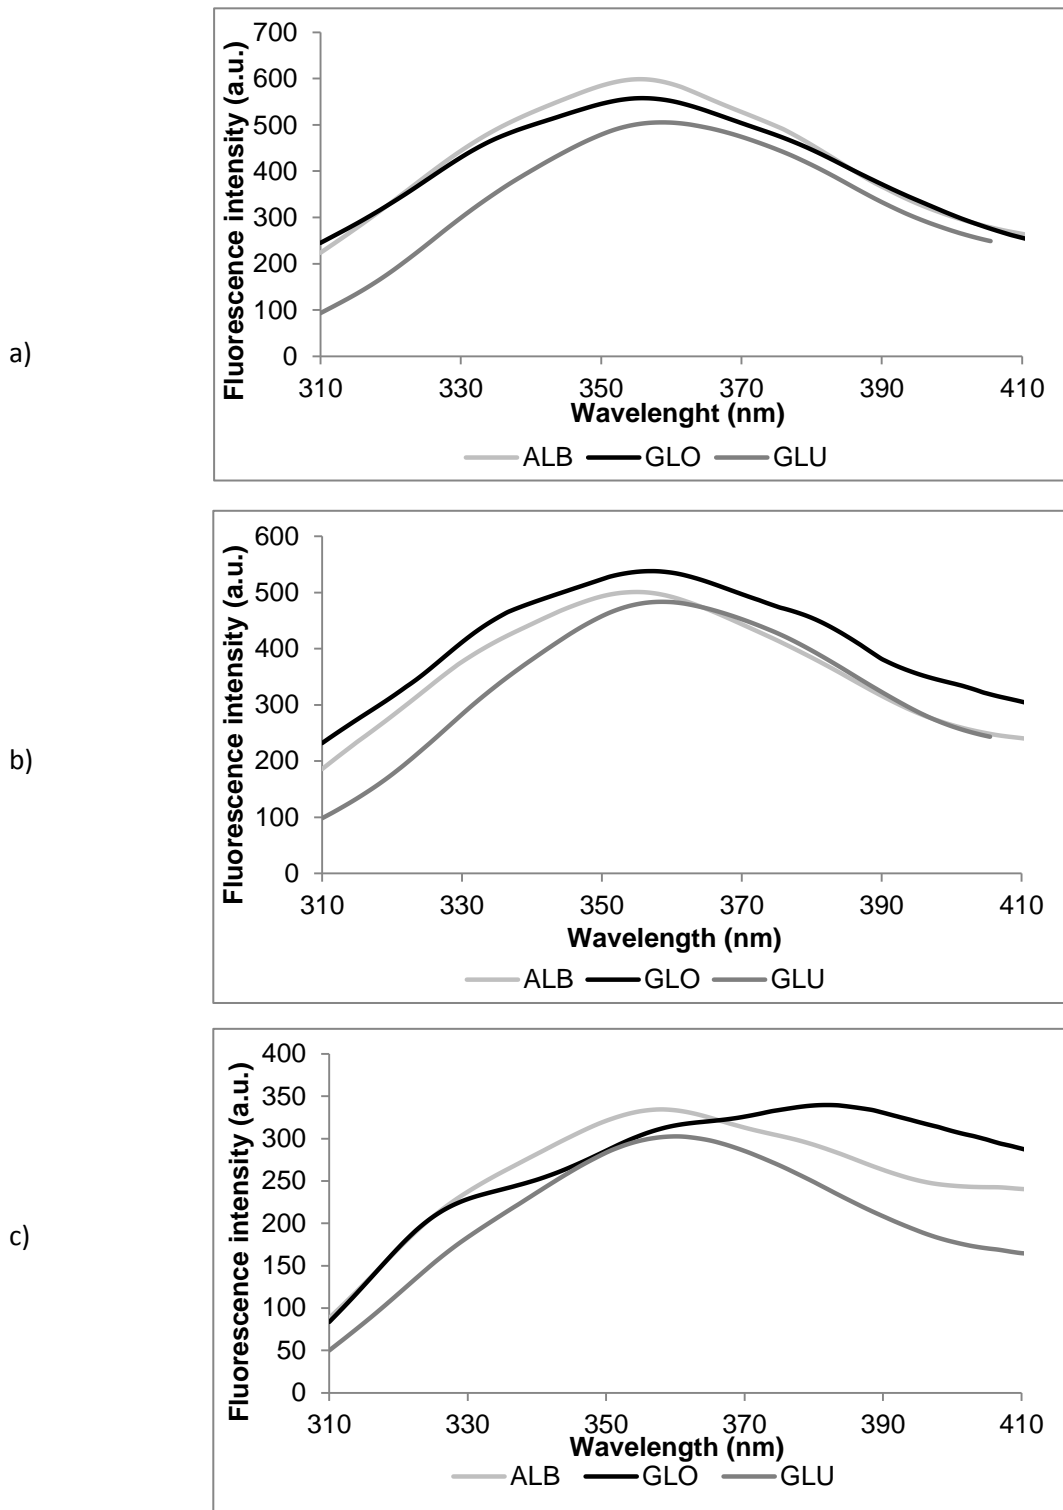 a)
Fluorescence intensity (a.u.)
700
600
500
400
300
200
100
0
310 330 350 370 390 410
Wavelenght (nm)
ALB GLO GLU
b)
Fluorescence intensity (a.u.)
600
500
400
300
200
100
0
310 330 350 370 390 410
Wavelength (nm)
ALB GLO GLU
c)
Fluorescence intensity (a.u.)
400
350
300
250
200
150
100
50
0
310 330 350 370 390 410
Wavelength (nm)
ALB GLO GLU